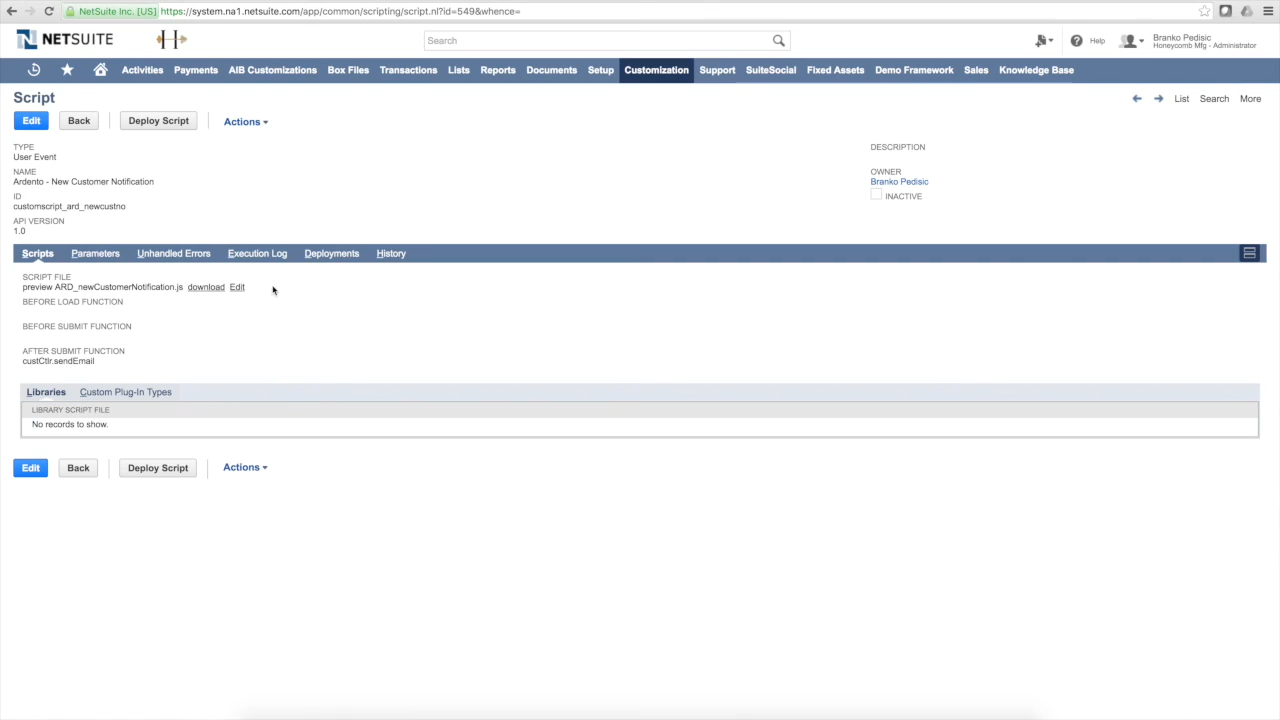 NetSuite Inc. [US] https://system.na1.netsuite.com/app/common/scripting/script.nl?id=549&whence=
NETSUITE
H
Search
Help
Branko Pedisic
Honeycomb Mfg - Administrator
Activities Payments AIB Customizations Box Files Transactions Lists Reports Documents Setup Customization Support SuiteSocial Fixed Assets Demo Framework Sales Knowledge Base
Script
List Search More
Edit Back Deploy Script Actions
TYPE
User Event
NAME
Ardento - New Customer Notification
ID
customscript_ard_newcustno
API VERSION
1.0
DESCRIPTION
OWNER
Branko Pedisic
INACTIVE
Scripts Parameters Unhandled Errors Execution Log Deployments History
SCRIPT FILE
preview ARD_newCustomerNotification.js download Edit
BEFORE LOAD FUNCTION
BEFORE SUBMIT FUNCTION
AFTER SUBMIT FUNCTION
custCtlr.sendEmail
Libraries Custom Plug-In Types
LIBRARY SCRIPT FILE
No records to show.
Edit Back Deploy Script Actions